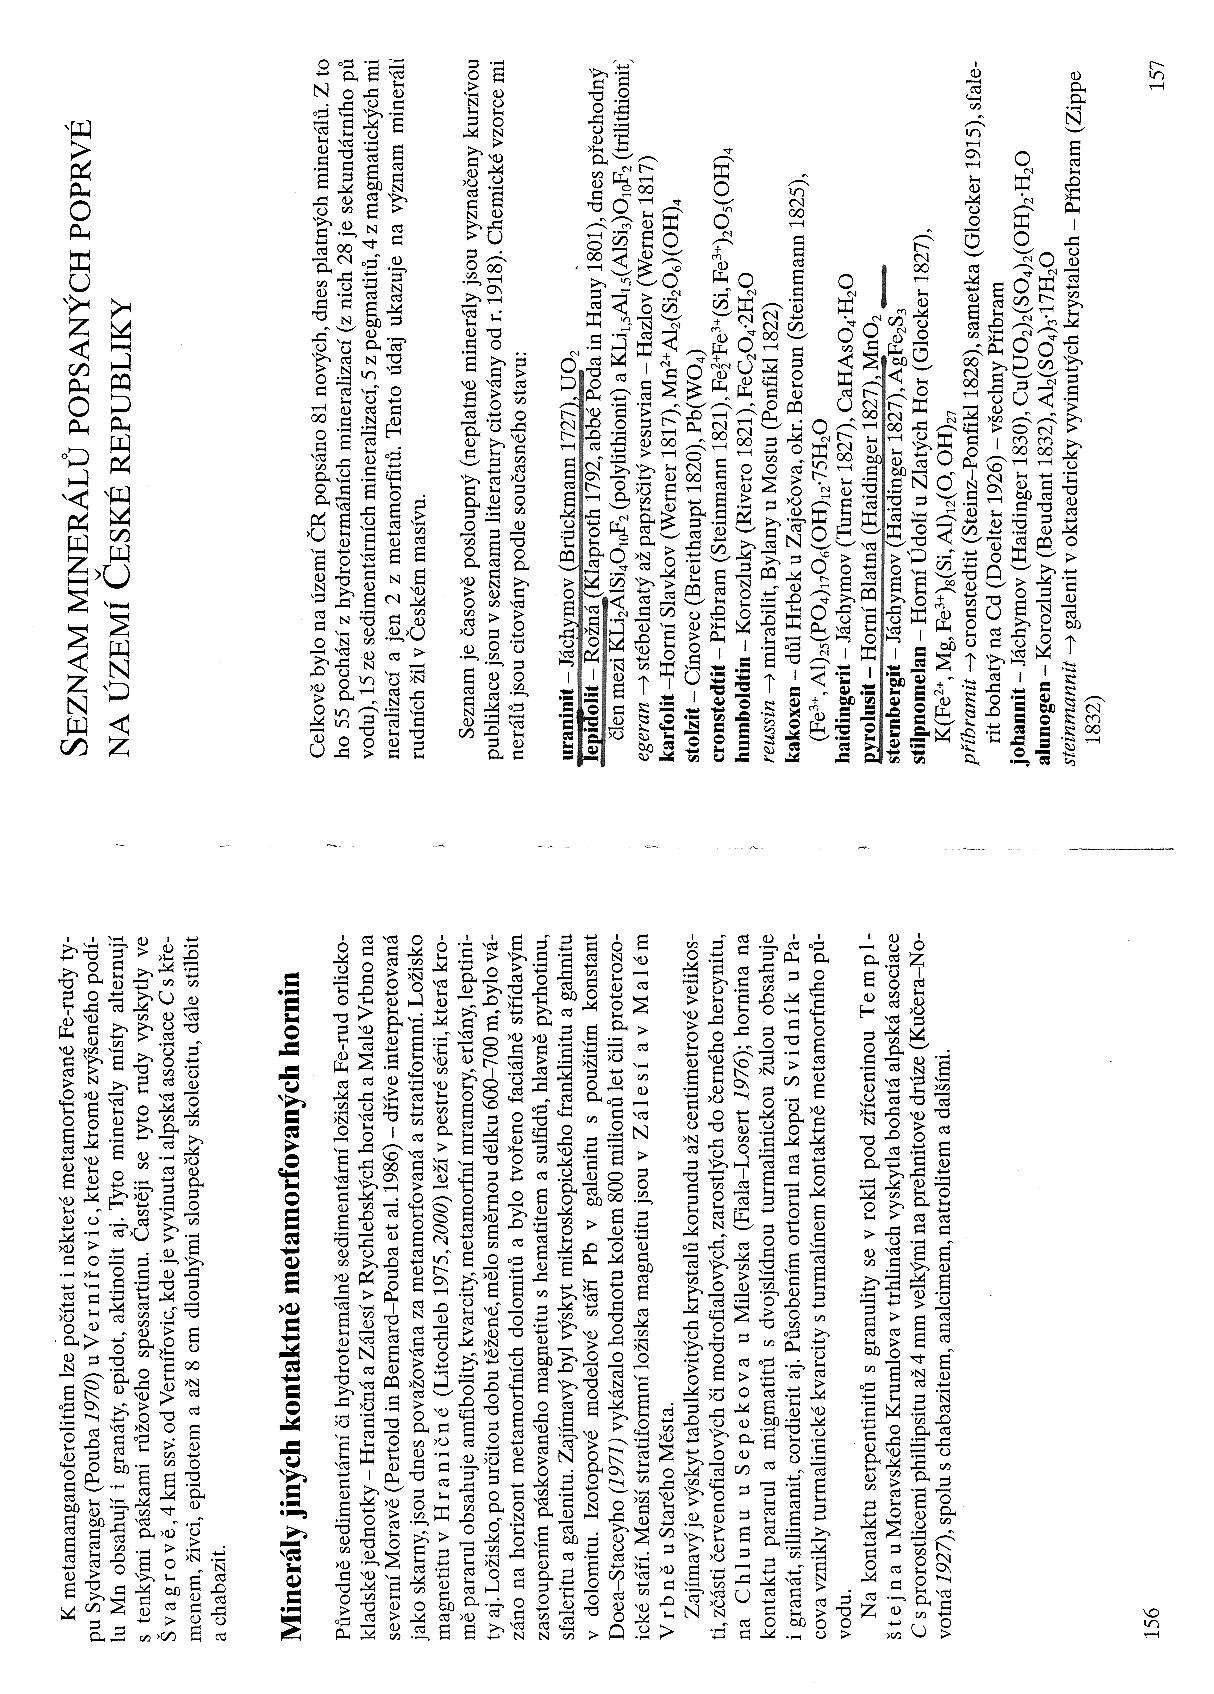 K metamanganoferolitům lze počítat i některé metamorfované Fe-rudy ty-
pu Sydvaranger (Pouba 1970) u Vernířovic, které kromě zvýšeného podí-
lu Mn obsahují i granáty, epidot, aktinolit aj. Tyto minerály místy alternují
s tenkými páskami růžového spessartinu. Častěji se tyto rudy vyskytly ve
Švagrově, 4 km ssv. od Vernířovic, kde je vyvinuta i alpská asociace C s kře-
menem, živci, epidotem a až 8 cm dlouhými sloupečky skolecitu, dále stilbit
a chabazit.
Minerály jiných kontaktně metamorfovaných hornin
Původně sedimentární či hydrotermálně sedimentární ložiska Fe-rud orlicko-
kladské jednotky – Hraničná a Zálesí v Rychlebských horách a Malé Vrbno na
severní Moravě (Pertold in Bernard–Pouba et al. 1986) – dříve interpretovaná
jako skarny, jsou dnes považována za metamorfovaná a stratiformní. Ložisko
magnetitu v Hraničné (Litochleb 1975, 2000) leží v pestré sérii, která kro-
mě pararul obsahuje amfibolity, kvarcity, metamorfní mramory, erlány, leptini-
ty aj. Ložisko, po určitou dobu těžené, mělo směrnou délku 600–700 m, bylo vá-
záno na horizont metamorfních dolomitů a bylo tvořeno faciálně střídavým
zastoupením páskovaného magnetitu s hematitem a sulfidů, hlavně pyrhotinu,
sfaleritu a galenitu. Zajímavý byl výskyt mikroskopického franklinitu a gahnitu
v dolomitu. Izotopové modelové stáří Pb v galenitu s použitím konstant
Doea–Staceyho (1971) vykázalo hodnotu kolem 800 milionů let čili proterozo-
ické stáří. Menší stratiformní ložiska magnetitu jsou v Zálesí a v Malém
Vrbně u Starého Města.
Zajímavý je výskyt tabulkovitých krystalů korundu až centimetrové velikos-
ti, zčásti červenofialových či modrofialových, zarostlých do černého hercynitu,
na Chlumu u Sepekova u Milevska (Fiala–Losert 1976); hornina na
kontaktu pararul a migmatitů s dvojslídnou turmalinickou žulou obsahuje
i granát, sillimanit, cordierit aj. Působením ortorul na kopci Svidník u Pa-
cova vznikly turmalinické kvarcity s turmalínem kontaktně metamorfního pů-
vodu.
Na kontaktu serpentinitů s granulity se v rokli pod zříceninou Templ-
štejna u Moravského Krumlova v trhlinách vyskytla bohatá alpská asociace
C s prorostlicemi phillipsitu až 4 mm velkými na prehnitové drúze (Kučera–No-
votná 1927), spolu s chabazitem, analcimem, natrolitem a dalšími.
156
SEZNAM MINERÁLŮ POPSANÝCH POPRVÉ
NA ÚZEMÍ ČESKÉ REPUBLIKY
Celkově bylo na území ČR popsáno 81 nových, dnes platných minerálů. Z to
ho 55 pochází z hydrotermálních mineralizací (z nich 28 je sekundárního pů
vodu), 15 ze sedimentárních mineralizací, 5 z pegmatitů, 4 z magmatických mi
neralizací a jen 2 z metamorfitů. Tento údaj ukazuje na význam mineráli
rudních žil v Českém masívu.
Seznam je časově posloupný (neplatné minerály jsou vyznačeny kurzívou
publikace jsou v seznamu literatury citovány od r. 1918). Chemické vzorce mi
nerálů jsou citovány podle současného stavu:
uraninit – Jáchymov (Brückmann 1727), UO₂
lepidolit – Rožná (Klaproth 1792, abbé Poda in Hauy 1801), dnes přechodný
člen mezi KLi₂AlSi₄O₁₀F₂ (polylithionit) a KLi₁,₅Al₁,₅(AlSi₃)O₁₀F₂ (trilithionit)
egeran → stébelnatý až paprsčitý vesuvian – Hazlov (Werner 1817)
karfolit –Horní Slavkov (Werner 1817), Mn²⁺Al₂(Si₂O₆)(OH)₄
stolzit – Cínovec (Breithaupt 1820), Pb(WO₄)
cronstedtit – Příbram (Steinmann 1821), Fe₂²⁺Fe³⁺(Si, Fe³⁺)₂O₅(OH)₄
humboldtin – Korozluky (Rivero 1821), FeC₂O₄·2H₂O
reussin → mirabilit, Bylany u Mostu (Ponfikl 1822)
kakoxen – důl Hrbek u Zaječova, okr. Beroun (Steinmann 1825),
(Fe³⁺, Al)₂₅(PO₄)₁₇O₆(OH)₁₂·75H₂O
haidingerit – Jáchymov (Turner 1827), CaHAsO₄·H₂O
pyrolusit – Horní Blatná (Haidinger 1827), MnO₂
sternbergit – Jáchymov (Haidinger 1827), AgFe₂S₃
stilpnomelan – Horní Údolí u Zlatých Hor (Glocker 1827),
K(Fe²⁺, Mg, Fe³⁺)₈(Si, Al)₁₂(O, OH)₂₇
příbramit → cronstedtit (Steinz–Ponfikl 1828), sametka (Glocker 1915), sfale-
rit bohatý na Cd (Doelter 1926) – všechny Příbram
johannit – Jáchymov (Haidinger 1830), Cu(UO₂)₂(SO₄)₂(OH)₂·H₂O
alunogen – Korozluky (Beudant 1832), Al₂(SO₄)₃·17H₂O
steinmannit → galenit v oktaedricky vyvinutých krystalech – Příbram (Zippe
1832)
157